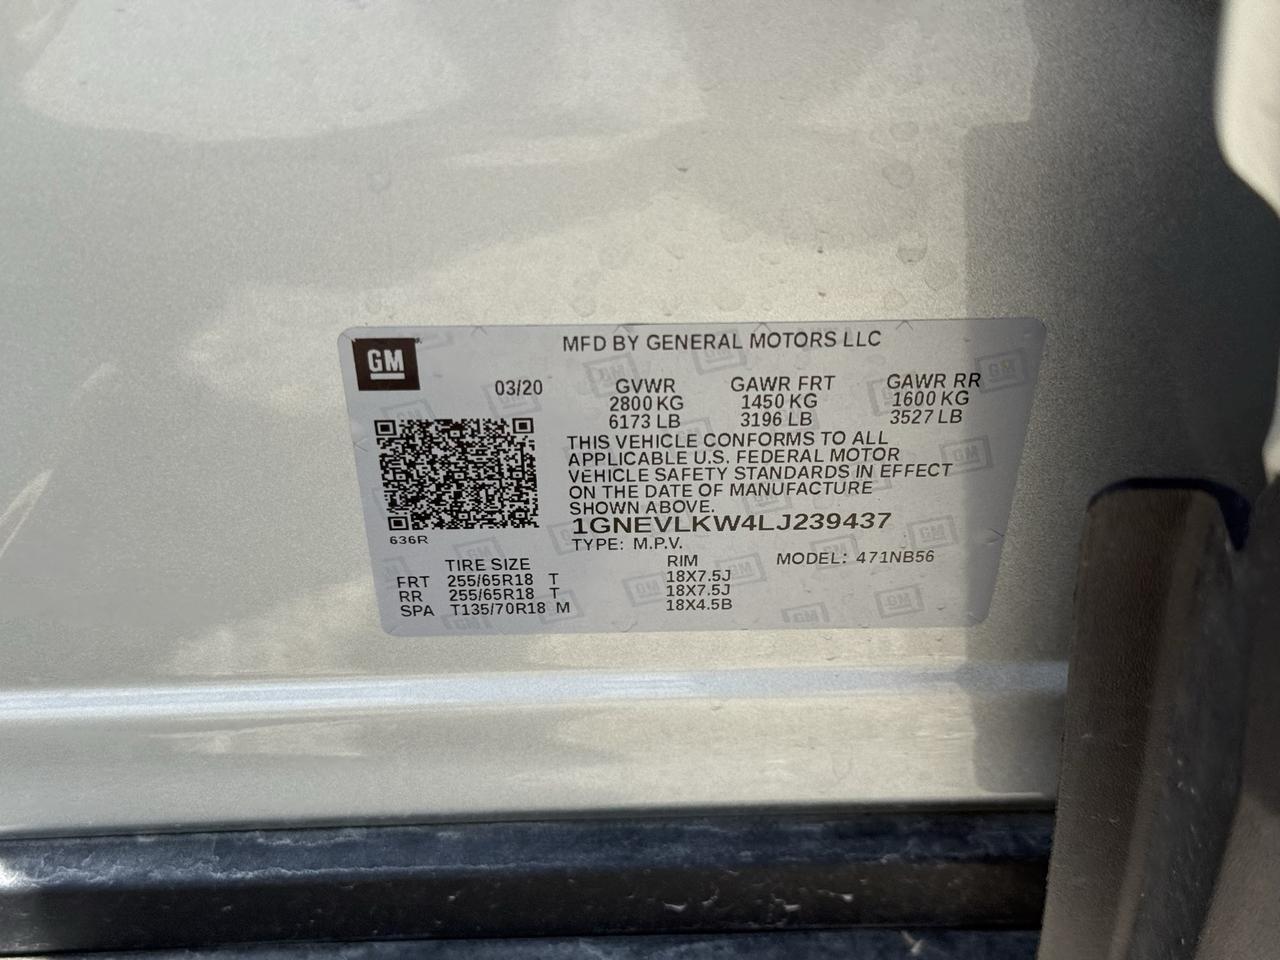 GM
MFD BY GENERAL MOTORS LLC
03/20
GVWR GAWR FRT GAWR RR
2800 KG 1450 KG 1600 KG
6173 LB 3196 LB 3527 LB
THIS VEHICLE CONFORMS TO ALL
APPLICABLE U.S. FEDERAL MOTOR
VEHICLE SAFETY STANDARDS IN EFFECT
ON THE DATE OF MANUFACTURE
SHOWN ABOVE.
1GNEVLKW4LJ239437
636R
TYPE: M.P.V.
TIRE SIZE RIM MODEL: 471NB56
FRT 255/65R18 T 18X7.5J
RR 255/65R18 T 18X7.5J
SPA T135/70R18 M 18X4.5B